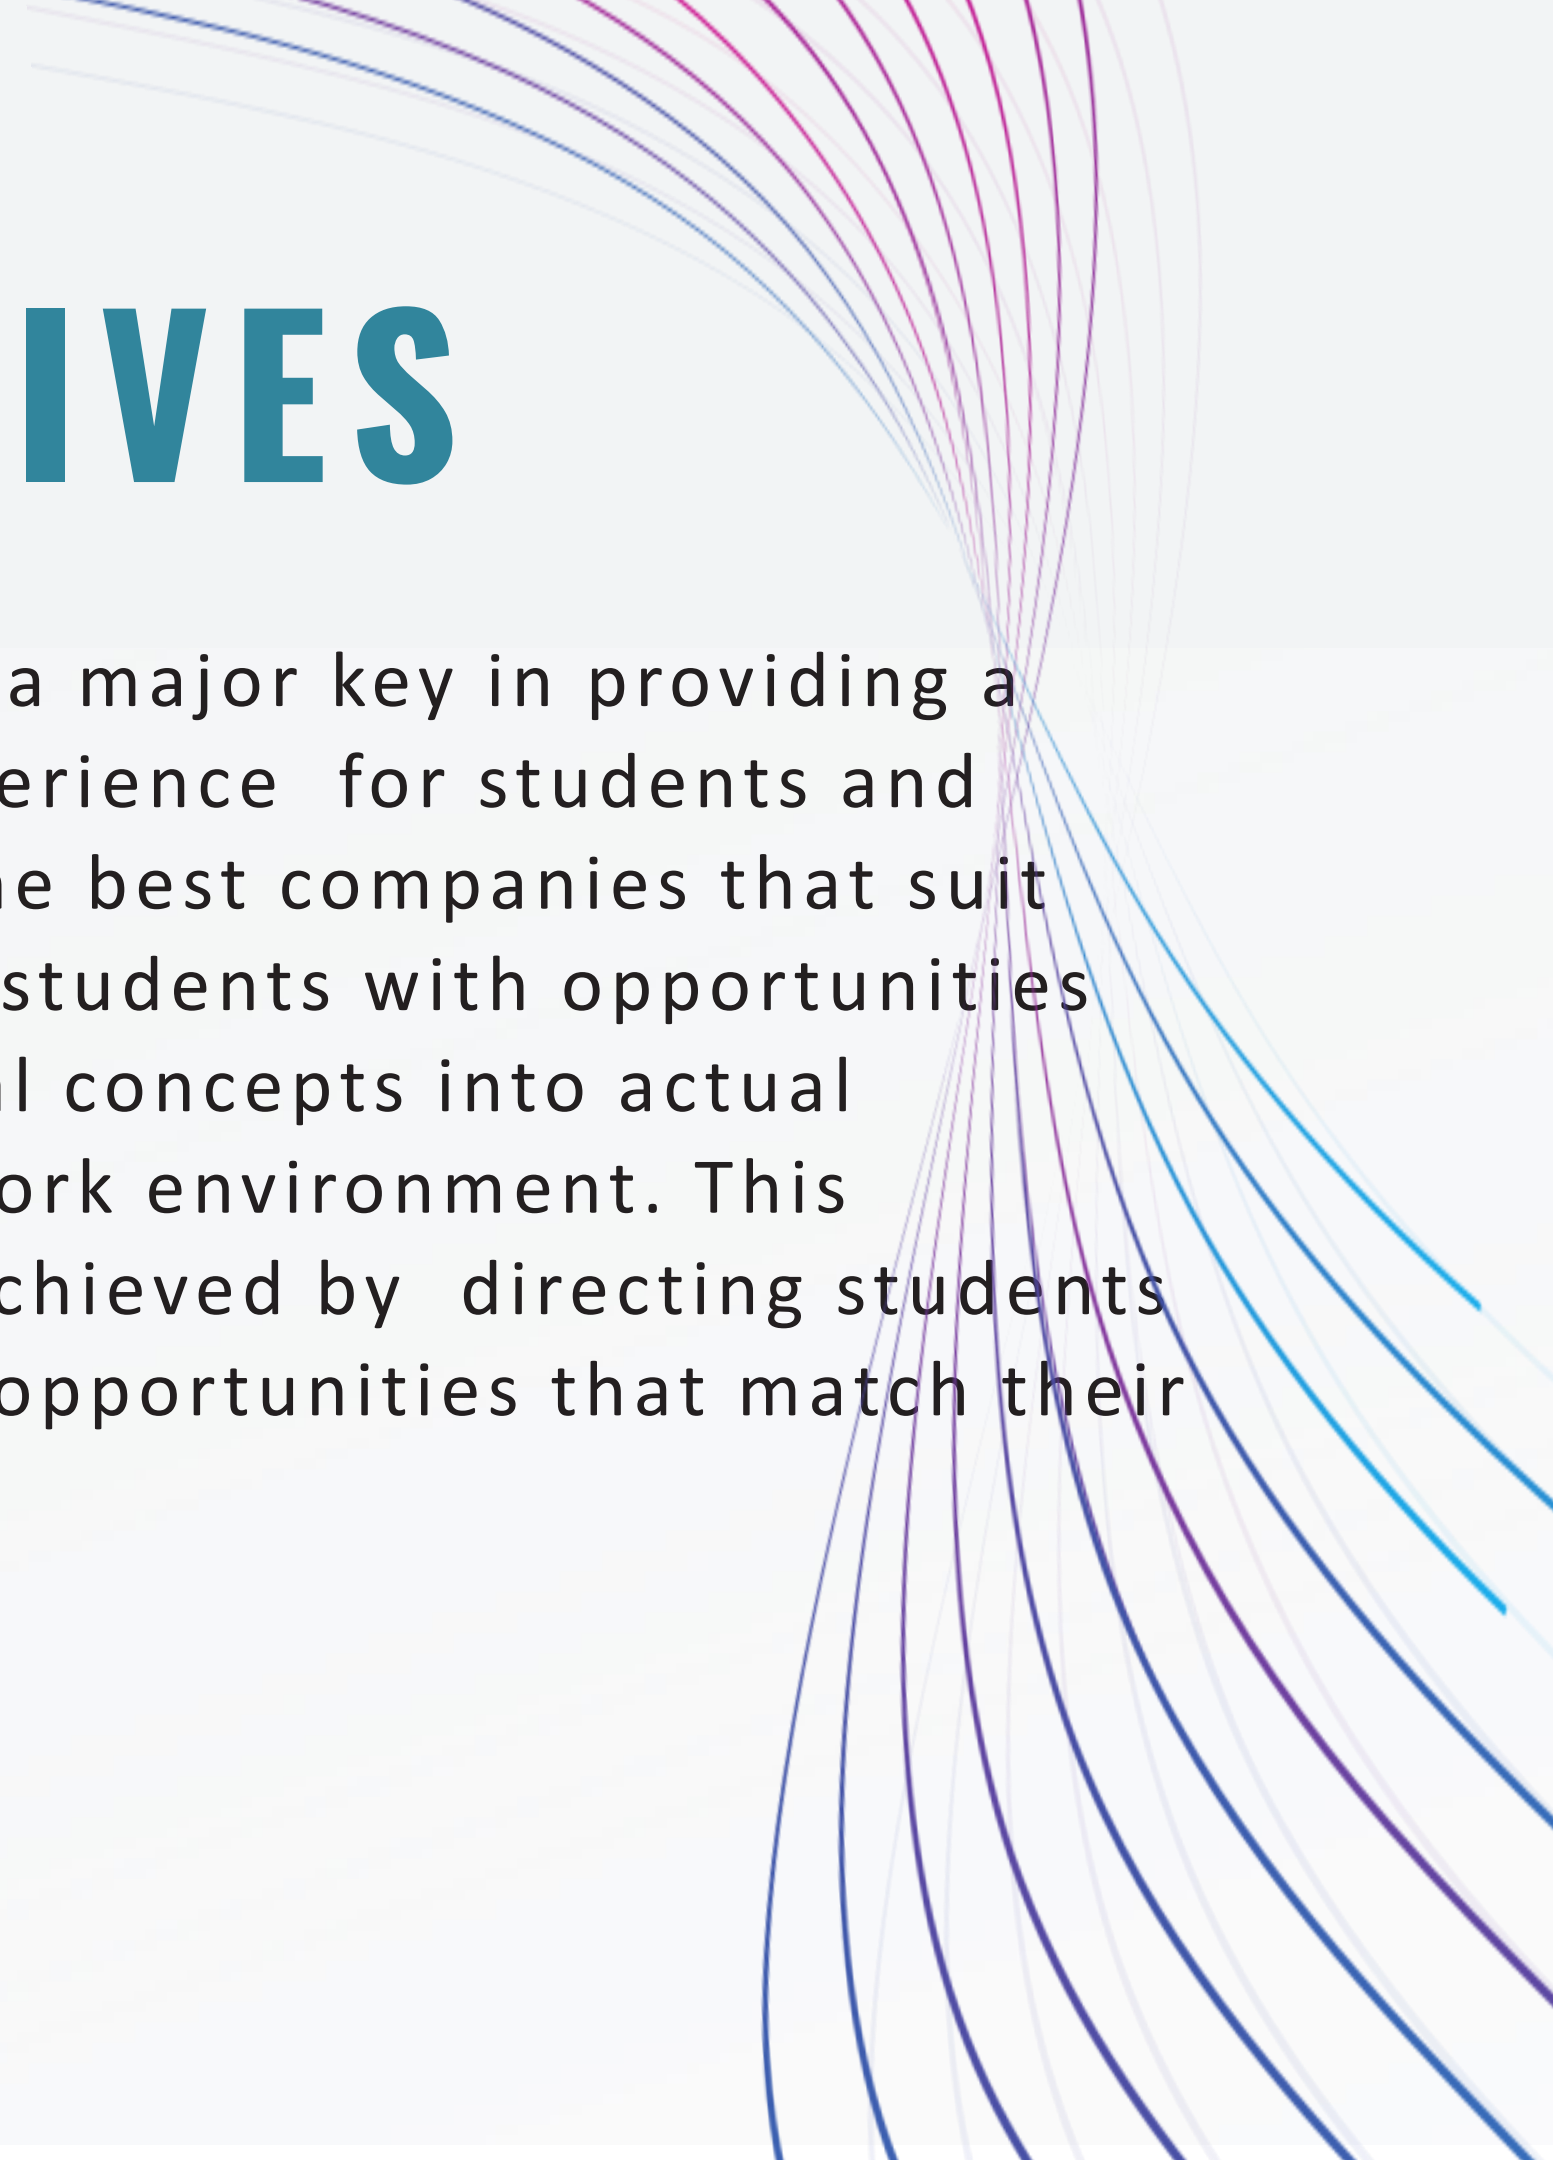 IVES
a major key in providing a
erience for students and
e best companies that suit
students with opportunities
l concepts into actual
ork environment. This
chieved by directing students
opportunities that match their